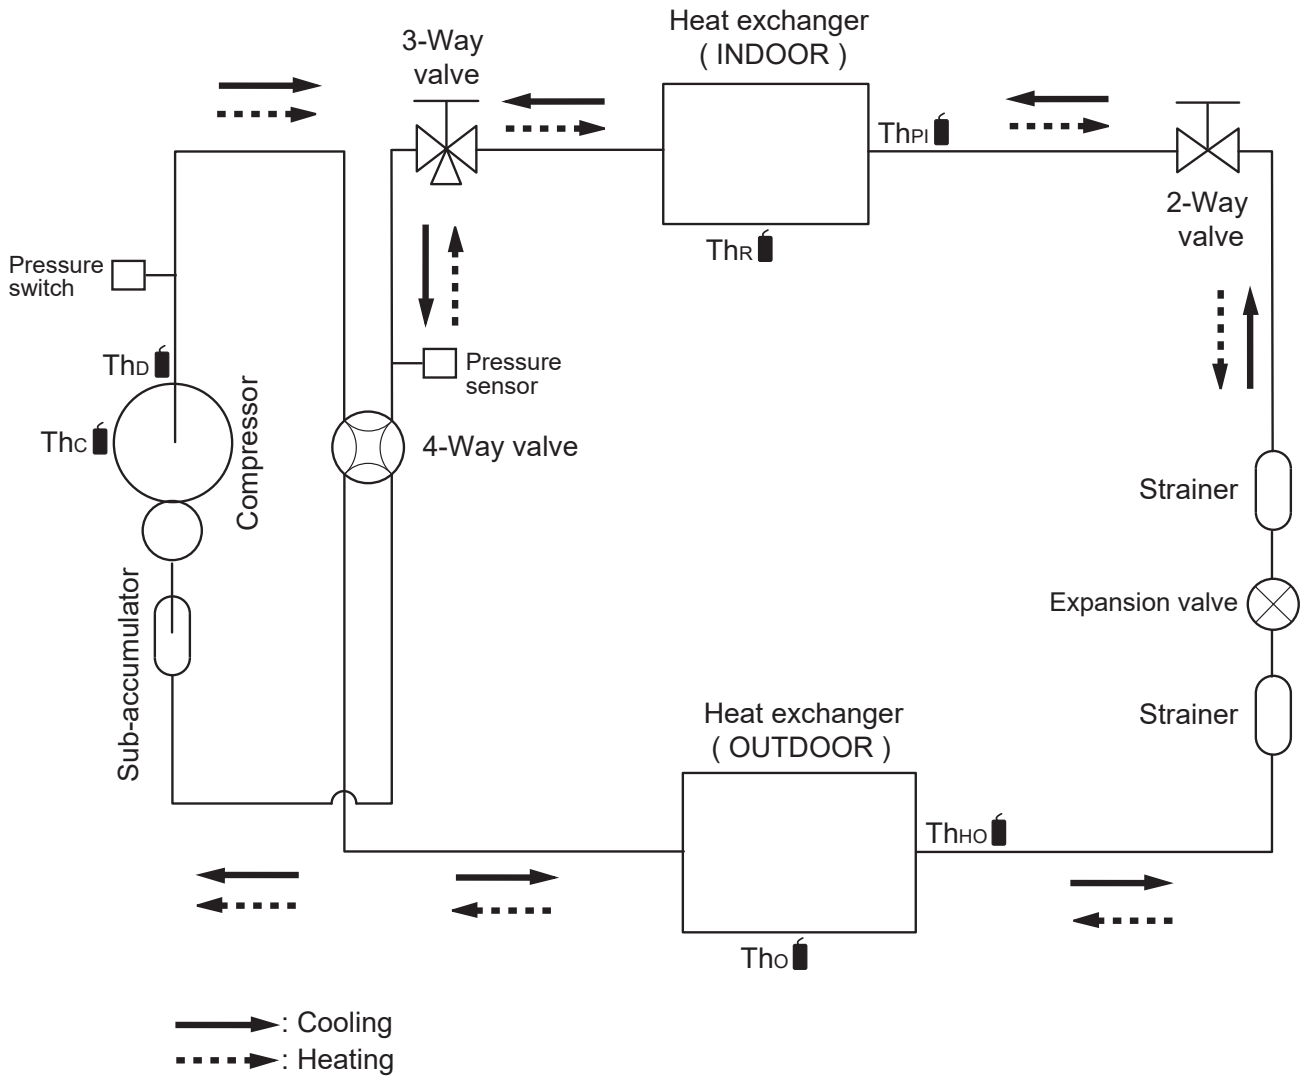 Heat exchanger
( INDOOR )
3-Way
valve
ThPI
2-Way
valve
ThR
Pressure
switch
ThD
Pressure
sensor
ThC
Compressor
4-Way valve
Strainer
Expansion valve
Sub-accumulator
Strainer
Heat exchanger
( OUTDOOR )
ThHO
ThO
: Cooling
: Heating